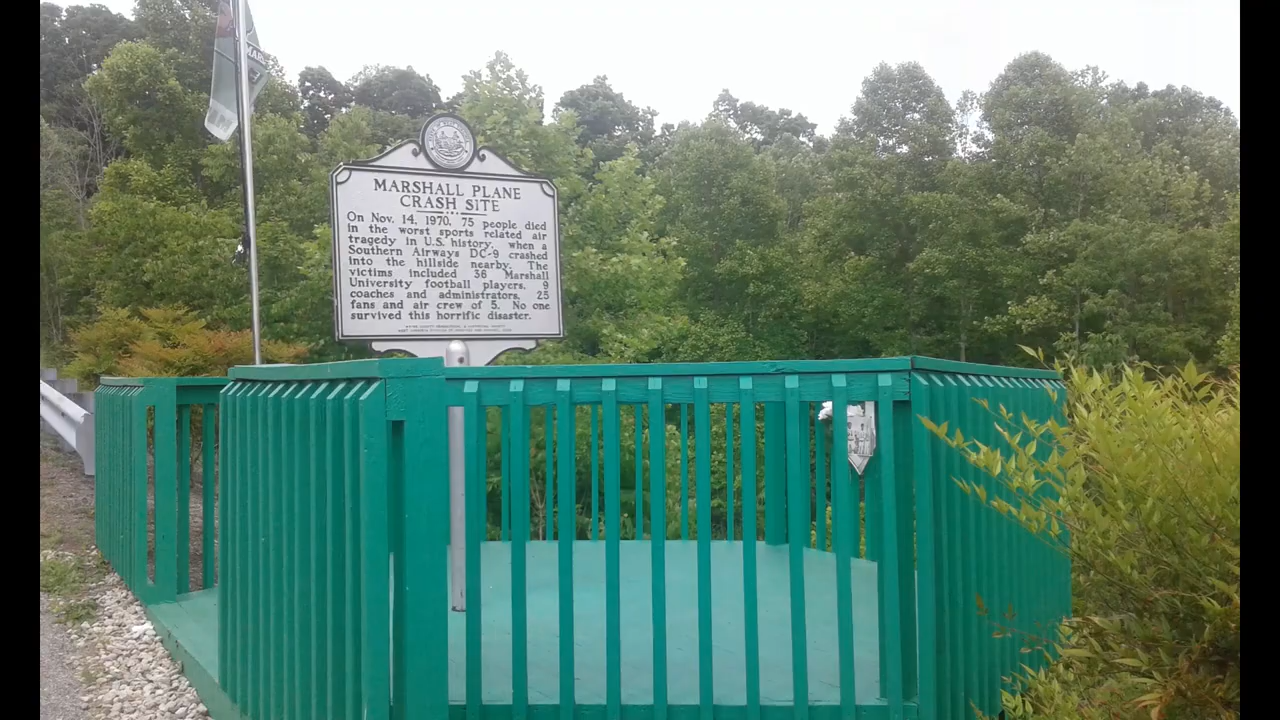 MARSHALL PLANE
CRASH SITE
On Nov. 14, 1970, 75 people died
in the worst sports related air
tragedy in U.S. history, when a
Southern Airways DC-9 crashed
into the hillside nearby. The
victims included 36 Marshall
University football players, 9
coaches and administrators, 25
fans and air crew of 5. No one
survived this horrific disaster.